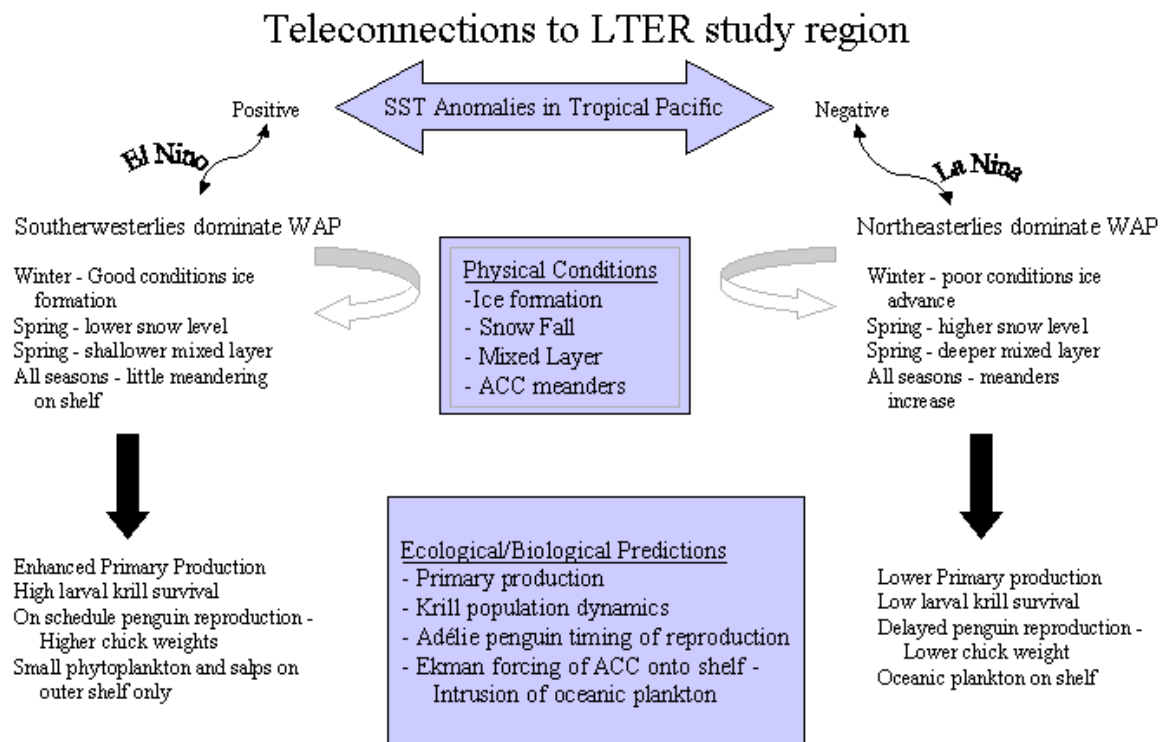 Teleconnections to LTER study region
SST Anomalies in Tropical Pacific
Positive
Negative
El Nino
La Nina
Southerwesterlies dominate WAP
Winter - Good conditions ice
formation
Spring - lower snow level
Spring - shallower mixed layer
All seasons - little meandering
on shelf
Physical Conditions
-Ice formation
- Snow Fall
- Mixed Layer
- ACC meanders
Northeasterlies dominate WAP
Winter - poor conditions ice
advance
Spring - higher snow level
Spring - deeper mixed layer
All seasons - meanders
increase
Enhanced Primary Production
High larval krill survival
On schedule penguin reproduction -
Higher chick weights
Small phytoplankton and salps on
outer shelf only
Ecological/Biological Predictions
- Primary production
- Krill population dynamics
- Adélie penguin timing of reproduction
- Ekman forcing of ACC onto shelf -
Intrusion of oceanic plankton
Lower Primary production
Low larval krill survival
Delayed penguin reproduction -
Lower chick weight
Oceanic plankton on shelf